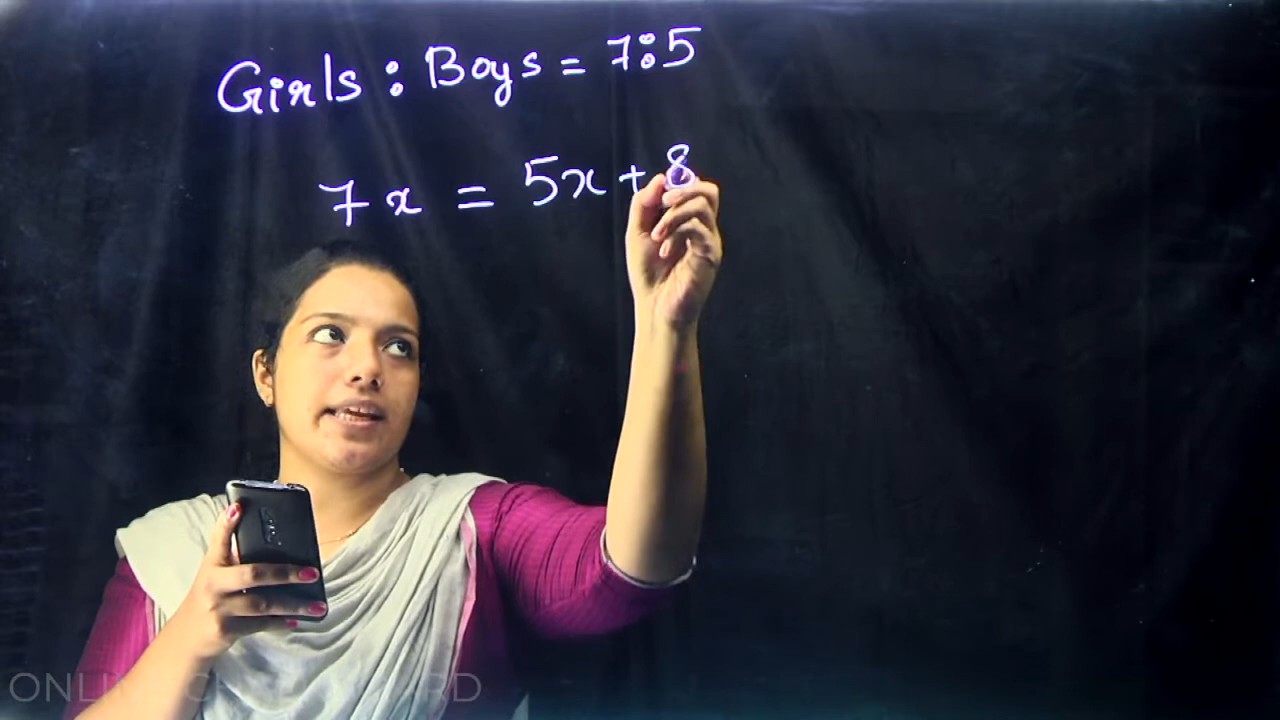 Girls : Boys = 7:5
7x = 5x + 8